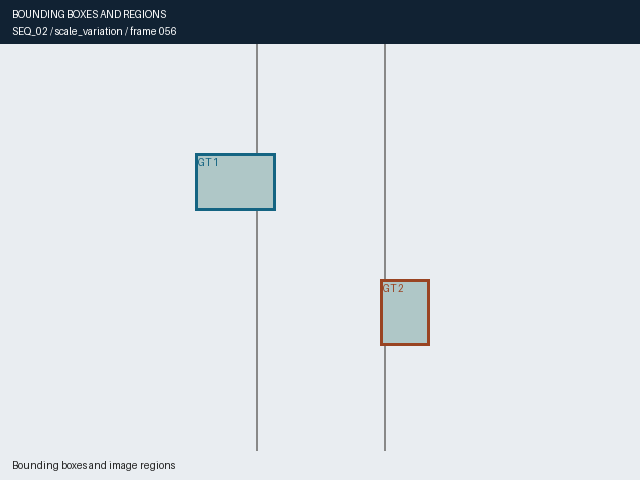 BOUNDING BOXES AND REGIONS
SEQ_02 / scale_variation / frame 056
GT1
GT2
Bounding boxes and image regions